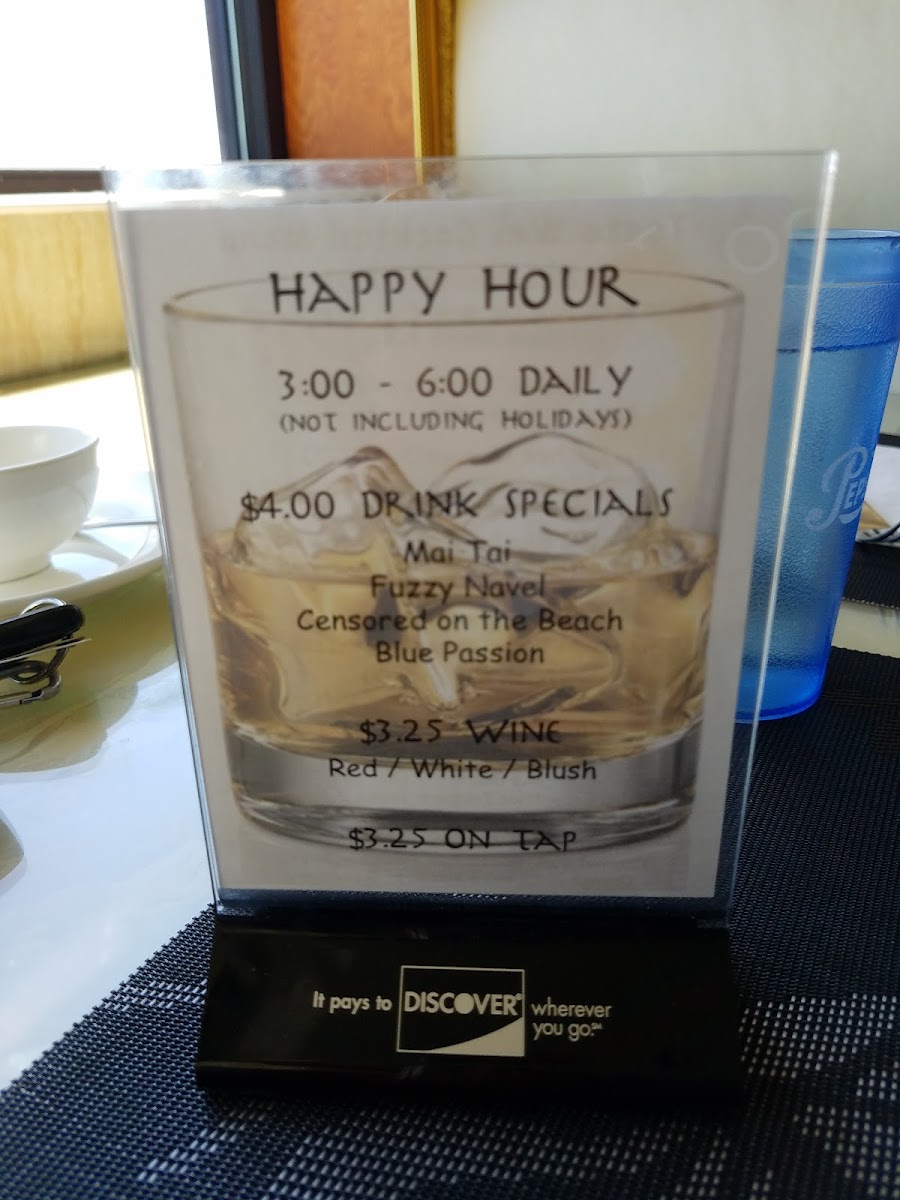 HAPPY HOUR
3:00 - 6:00 DAILY
(NOT INCLUDING HOLIDAYS)
$4.00 DRINK SPECIALS
Mai Tai
Fuzzy Navel
Censored on the Beach
Blue Passion
$3.25 WINE
Red / White / Blush
$3.25 ON TAP
It pays to DISCOVER® wherever
you go.℠